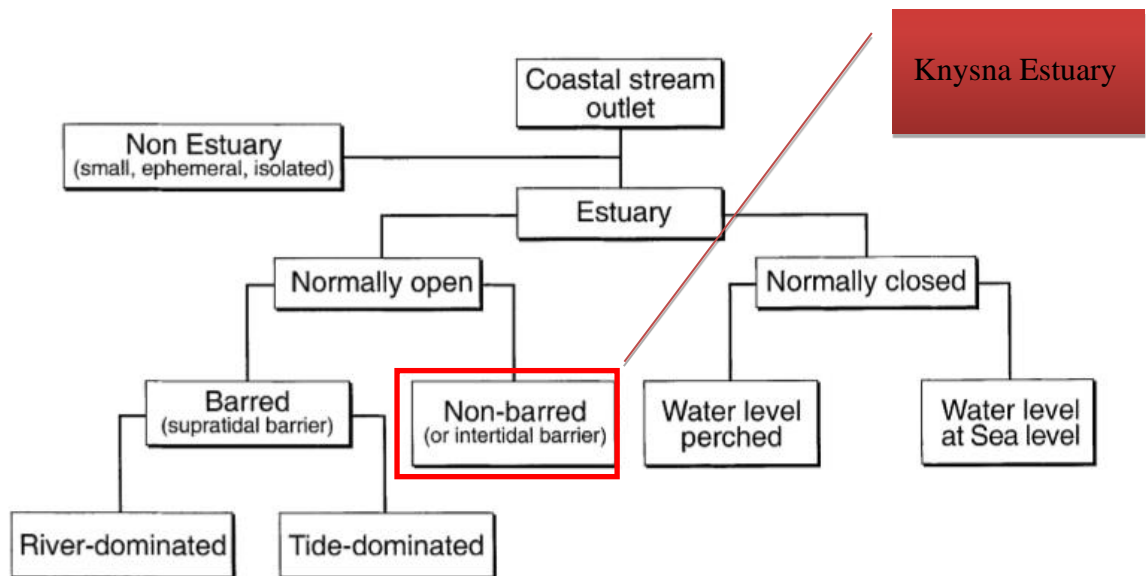 Knysna Estuary
Coastal stream
outlet
Non Estuary
(small, ephemeral, isolated)
Estuary
Normally open
Normally closed
Barred
(supratidal barrier)
Non-barred
(or intertidal barrier)
Water level
perched
Water level
at Sea level
River-dominated
Tide-dominated